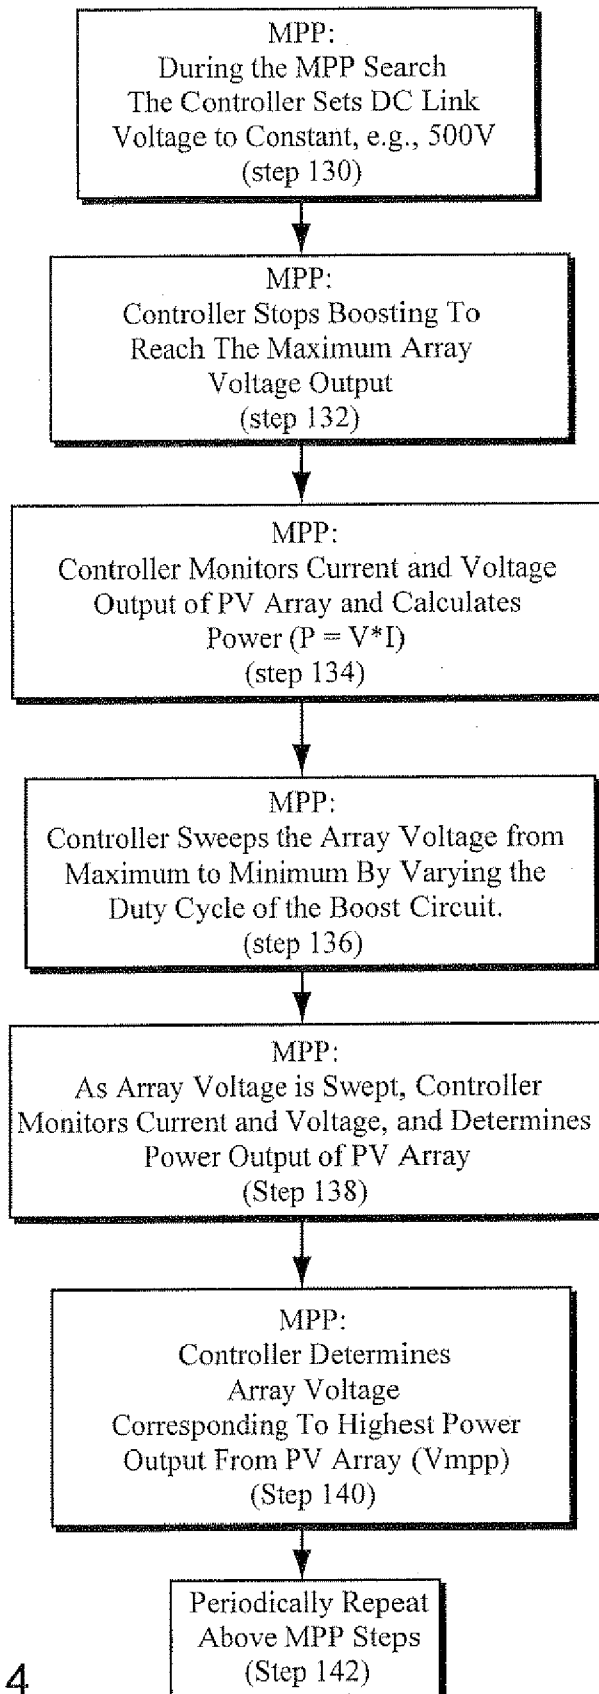 MPP:
During the MPP Search
The Controller Sets DC Link
Voltage to Constant, e.g., 500V
(step 130)
MPP:
Controller Stops Boosting To
Reach The Maximum Array
Voltage Output
(step 132)
MPP:
Controller Monitors Current and Voltage
Output of PV Array and Calculates
Power (P = V*I)
(step 134)
MPP:
Controller Sweeps the Array Voltage from
Maximum to Minimum By Varying the
Duty Cycle of the Boost Circuit.
(step 136)
MPP:
As Array Voltage is Swept, Controller
Monitors Current and Voltage, and Determines
Power Output of PV Array
(Step 138)
MPP:
Controller Determines
Array Voltage
Corresponding To Highest Power
Output From PV Array (Vmpp)
(Step 140)
Periodically Repeat
Above MPP Steps
(Step 142)
4